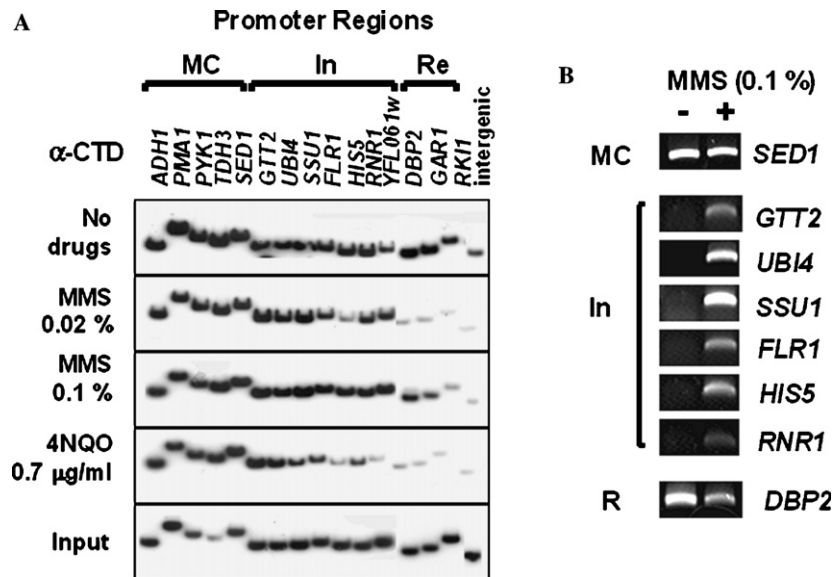 A
Promoter Regions
MC In Re
α-CTD ADH1 PMA1 PYK1 TDH3 SED1 GTT2 UBI4 SSU1 FLR1 HIS5 RNR1 YFL061w DBP2 GAR1 RKI1 intergenic
No
drugs
MMS
0.02 %
MMS
0.1 %
4NQO
0.7 µg/ml
Input
B
MMS (0.1 %)
- +
MC SED1
In
GTT2
UBI4
SSU1
FLR1
HIS5
RNR1
R DBP2